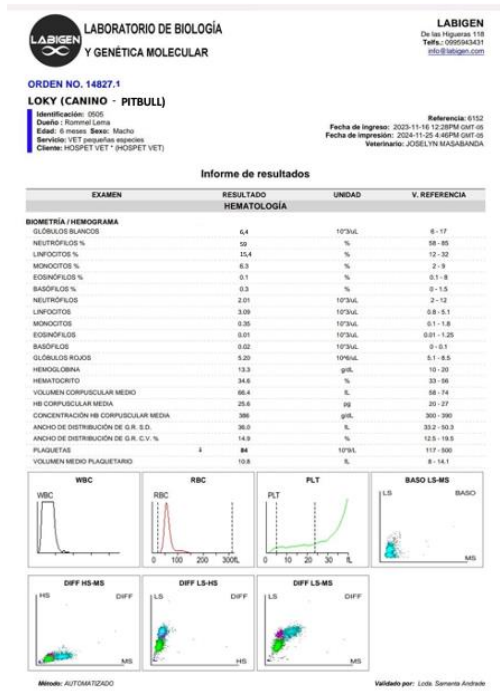 LABIGEN
LABORATORIO DE BIOLOGÍA
Y GENÉTICA MOLECULAR
LABIGEN
De las Higueras 118
Telfs.: 0995943431
info@labigen.com
ORDEN NO. 14827.1
LOKY (CANINO - PITBULL)
Identificación: 0505
Dueño : Rommel Lema
Edad: 6 meses Sexo: Macho
Servicio: VET pequeñas especies
Cliente: HOSPET VET * (HOSPET VET)
Referencia: 6152
Fecha de ingreso: 2023-11-16 12:28PM GMT-05
Fecha de impresión: 2024-11-25 4:46PM GMT-05
Veterinario: JOSELYN MASABANDA
Informe de resultados
EXAMEN RESULTADO UNIDAD V. REFERENCIA
HEMATOLOGÍA
BIOMETRÍA / HEMOGRAMA
GLÓBULOS BLANCOS 6,4 10^3/uL 6 - 17
NEUTRÓFILOS % 59 % 58 - 85
LINFOCITOS % 15,4 % 12 - 32
MONOCITOS % 6.3 % 2 - 9
EOSINÓFILOS % 0.1 % 0.1 - 8
BASÓFILOS % 0.3 % 0 - 1.5
NEUTRÓFILOS 2.01 10^3/uL 2 - 12
LINFOCITOS 3.09 10^3/uL 0.8 - 5.1
MONOCITOS 0.35 10^3/uL 0.1 - 1.8
EOSINÓFILOS 0.01 10^3/uL 0.01 - 1.25
BASÓFILOS 0.02 10^3/uL 0 - 0.1
GLÓBULOS ROJOS 5.20 10^6/uL 5.1 - 8.5
HEMOGLOBINA 13.3 g/dL 10 - 20
HEMATOCRITO 34.6 % 33 - 56
VOLUMEN CORPUSCULAR MEDIO 66.4 fL 58 - 74
HB CORPUSCULAR MEDIA 25.6 pg 20 - 27
CONCENTRACIÓN HB CORPUSCULAR MEDIA 386 g/dL 300 - 390
ANCHO DE DISTRIBUCIÓN DE G.R. S.D. 36.0 fL 33.2 - 50.3
ANCHO DE DISTRIBUCIÓN DE G.R. C.V. % 14.9 % 12.5 - 19.5
PLAQUETAS ↓ 84 10^9/L 117 - 500
VOLUMEN MEDIO PLAQUETARIO 10.8 fL 8 - 14.1
WBC RBC PLT BASO LS-MS
WBC
RBC
0 100 200 300fL
PLT
0 10 20 30 fL
LS BASO
MS
DIFF HS-MS DIFF LS-HS DIFF LS-MS
HS DIFF
MS
LS DIFF
HS
LS DIFF
MS
Método: AUTOMATIZADO
Validado por: Lcda. Samanta Andrade